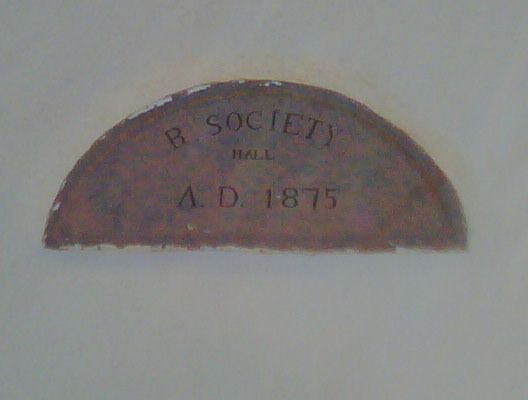 B SOCIETY
HALL
A. D. 1875